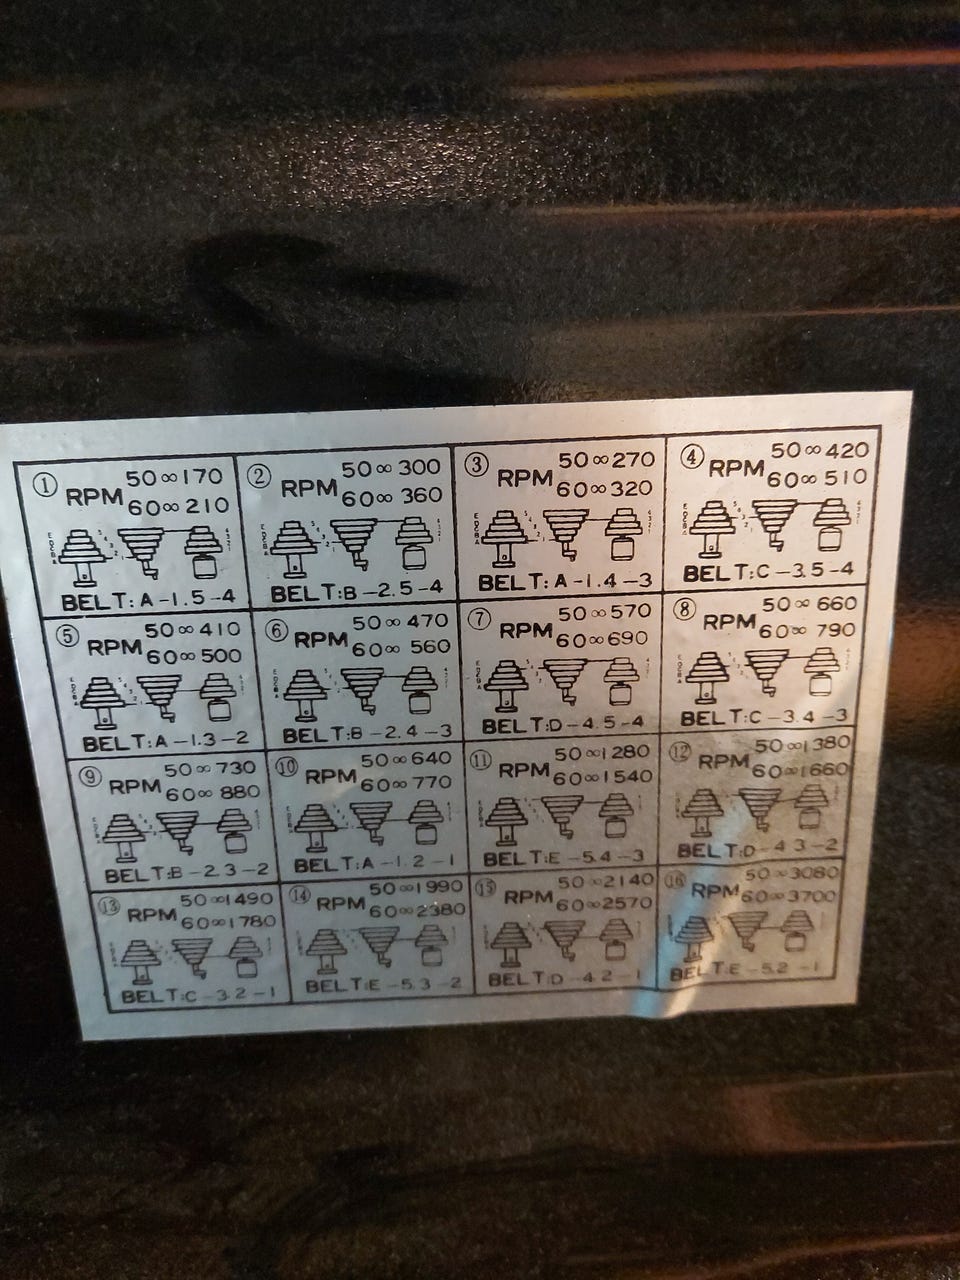 ① RPM 50∞170
60∞210
BELT:A-1.5-4
② RPM 50∞300
60∞360
BELT:B-2.5-4
③ RPM 50∞270
60∞320
BELT:A-1.4-3
④ RPM 50∞420
60∞510
BELT:C-3.5-4
⑤ RPM 50∞410
60∞500
BELT:A-1.3-2
⑥ RPM 50∞470
60∞560
BELT:B-2.4-3
⑦ RPM 50∞570
60∞690
BELT:D-4.5-4
⑧ RPM 50∞660
60∞790
BELT:C-3.4-3
⑨ RPM 50∞730
60∞880
BELT:B-2.3-2
⑩ RPM 50∞640
60∞770
BELT:A-1.2-1
⑪ RPM 50∞1280
60∞1540
BELT:E-5.4-3
⑫ RPM 50∞1380
60∞1660
BELT:D-4.3-2
⑬ RPM 50∞1490
60∞1780
BELT:C-3.2-1
⑭ RPM 50∞1990
60∞2380
BELT:E-5.3-2
⑮ RPM 50∞2140
60∞2570
BELT:D-4.2-1
⑯ RPM 50∞3080
60∞3700
BELT:E-5.2-1